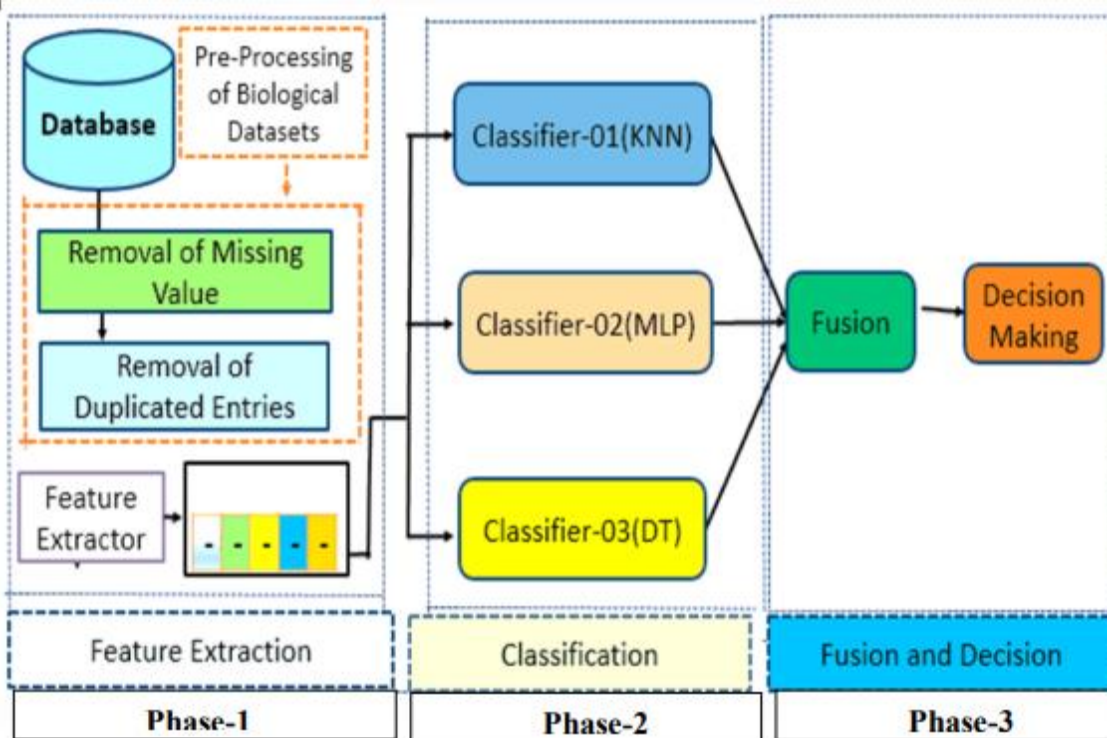 Database
Pre-Processing
of Biological
Datasets
Removal of Missing
Value
Removal of
Duplicated Entries
Feature
Extractor
- - - - -
Classifier-01(KNN)
Classifier-02(MLP)
Classifier-03(DT)
Fusion
Decision
Making
Feature Extraction
Classification
Fusion and Decision
Phase-1
Phase-2
Phase-3